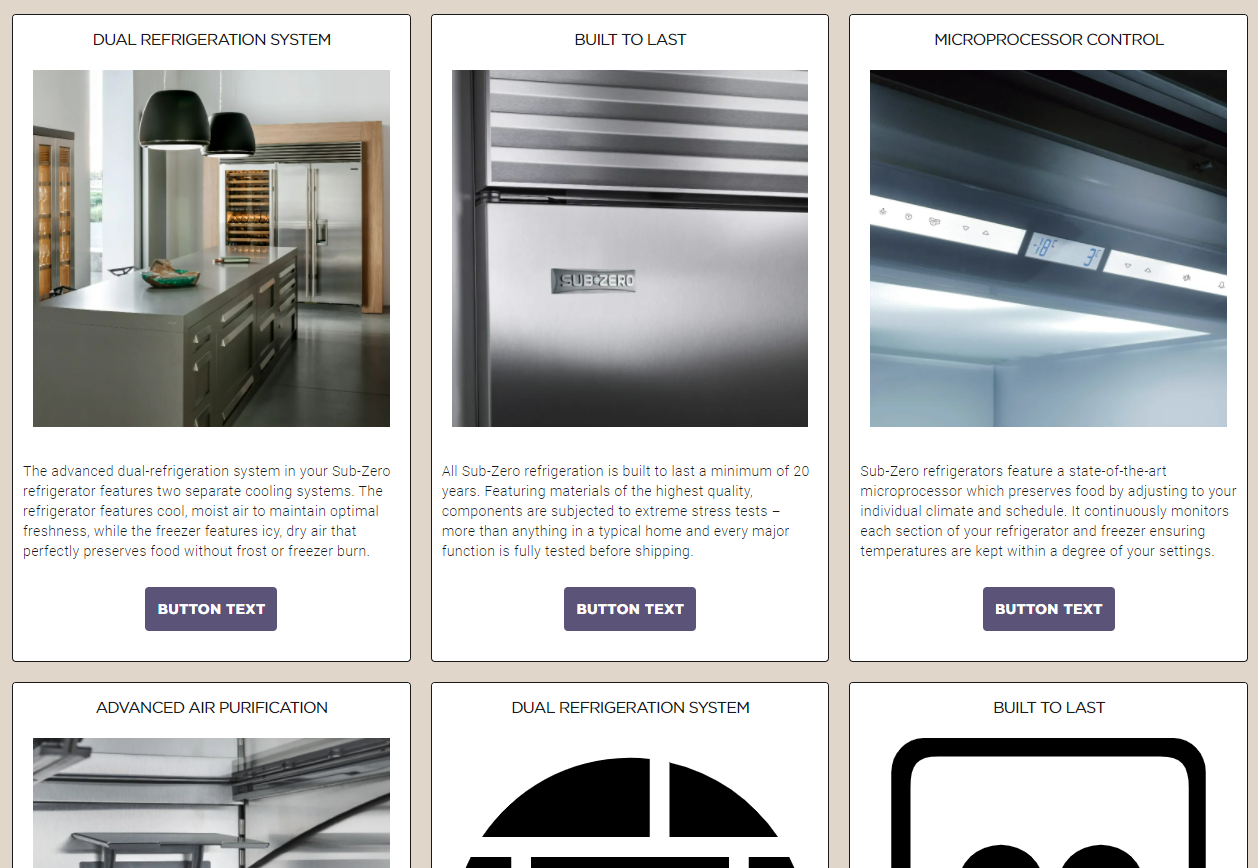 DUAL REFRIGERATION SYSTEM
The advanced dual-refrigeration system in your Sub-Zero
refrigerator features two separate cooling systems. The
refrigerator features cool, moist air to maintain optimal
freshness, while the freezer features icy, dry air that
perfectly preserves food without frost or freezer burn.
BUTTON TEXT
BUILT TO LAST
SUB-ZERO
All Sub-Zero refrigeration is built to last a minimum of 20
years. Featuring materials of the highest quality,
components are subjected to extreme stress tests –
more than anything in a typical home and every major
function is fully tested before shipping.
BUTTON TEXT
MICROPROCESSOR CONTROL
-18°C 3°C
Sub-Zero refrigerators feature a state-of-the-art
microprocessor which preserves food by adjusting to your
individual climate and schedule. It continuously monitors
each section of your refrigerator and freezer ensuring
temperatures are kept within a degree of your settings.
BUTTON TEXT
ADVANCED AIR PURIFICATION
DUAL REFRIGERATION SYSTEM
BUILT TO LAST